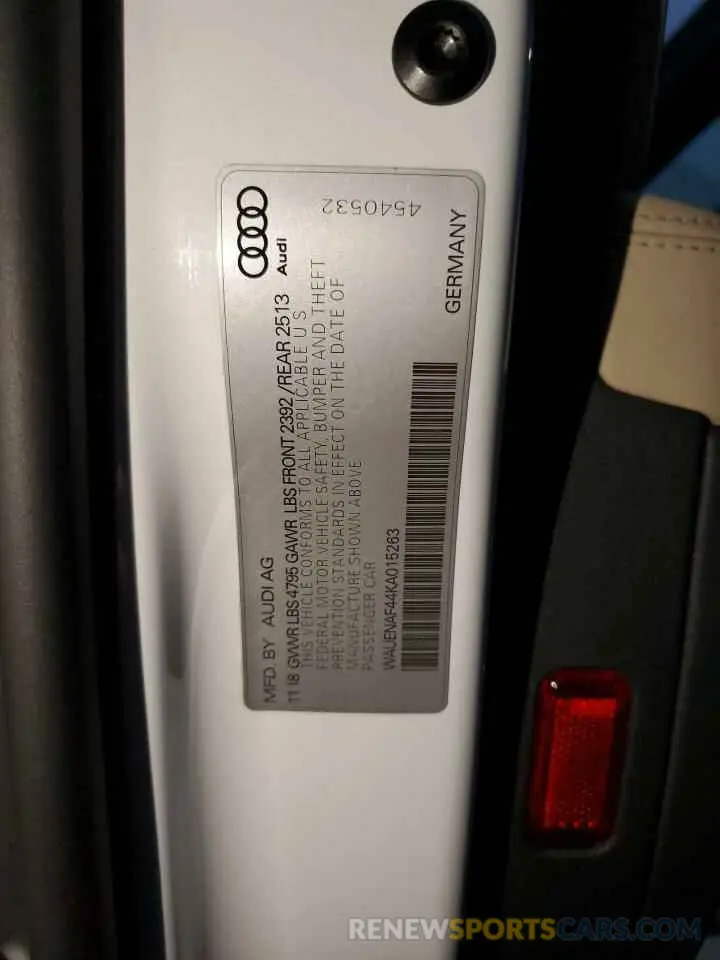 Audi
4540532
MFD. BY AUDI AG
11 18 GVWR LBS 4795 GAWR LBS FRONT 2392 / REAR 2513
THIS VEHICLE CONFORMS TO ALL APPLICABLE U S
FEDERAL MOTOR VEHICLE SAFETY, BUMPER AND THEFT
PREVENTION STANDARDS IN EFFECT ON THE DATE OF
MANUFACTURE SHOWN ABOVE
PASSENGER CAR
WAUENAF44KA015263
GERMANY
RENEWSPORTSCARS.COM